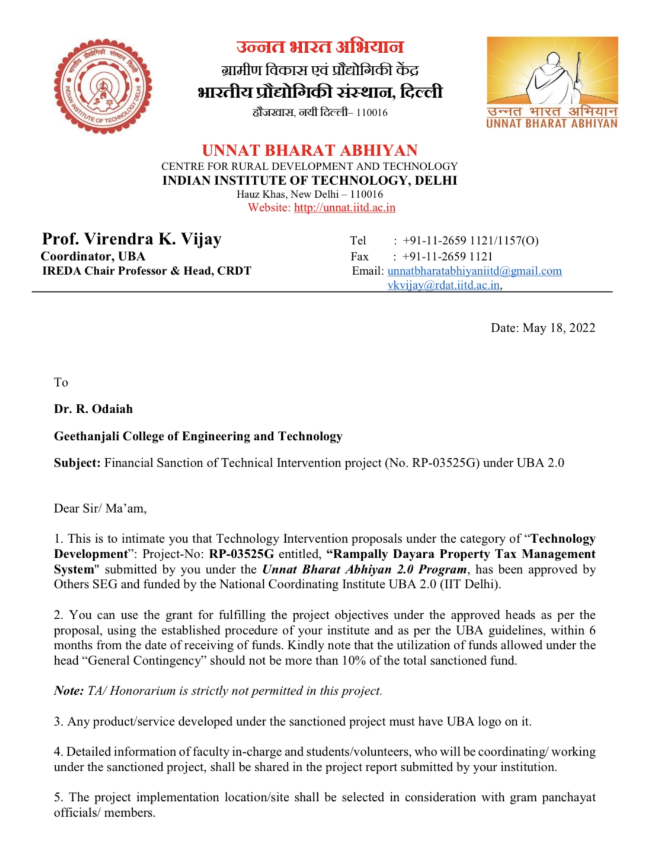 उन्नत भारत अभियान
ग्रामीण विकास एवं प्रौद्योगिकी केंद्र
भारतीय प्रौद्योगिकी संस्थान, दिल्ली
हौजखास, नयी दिल्ली– 110016
उन्नत भारत अभियान
UNNAT BHARAT ABHIYAN
UNNAT BHARAT ABHIYAN
CENTRE FOR RURAL DEVELOPMENT AND TECHNOLOGY
INDIAN INSTITUTE OF TECHNOLOGY, DELHI
Hauz Khas, New Delhi – 110016
Website: http://unnat.iitd.ac.in
Prof. Virendra K. Vijay
Coordinator, UBA
IREDA Chair Professor & Head, CRDT
Tel : +91-11-2659 1121/1157(O)
Fax : +91-11-2659 1121
Email: unnatbharatabhiyaniitd@gmail.com
vkvijay@rdat.iitd.ac.in,
Date: May 18, 2022
To
Dr. R. Odaiah
Geethanjali College of Engineering and Technology
Subject: Financial Sanction of Technical Intervention project (No. RP-03525G) under UBA 2.0
Dear Sir/ Ma’am,
1. This is to intimate you that Technology Intervention proposals under the category of “Technology
Development”: Project-No: RP-03525G entitled, “Rampally Dayara Property Tax Management
System" submitted by you under the Unnat Bharat Abhiyan 2.0 Program, has been approved by
Others SEG and funded by the National Coordinating Institute UBA 2.0 (IIT Delhi).
2. You can use the grant for fulfilling the project objectives under the approved heads as per the
proposal, using the established procedure of your institute and as per the UBA guidelines, within 6
months from the date of receiving of funds. Kindly note that the utilization of funds allowed under the
head “General Contingency” should not be more than 10% of the total sanctioned fund.
Note: TA/ Honorarium is strictly not permitted in this project.
3. Any product/service developed under the sanctioned project must have UBA logo on it.
4. Detailed information of faculty in-charge and students/volunteers, who will be coordinating/ working
under the sanctioned project, shall be shared in the project report submitted by your institution.
5. The project implementation location/site shall be selected in consideration with gram panchayat
officials/ members.